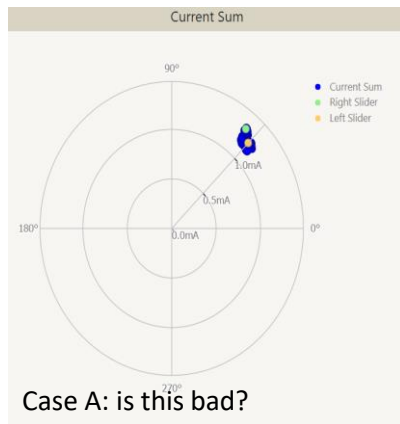 Current Sum
90°
Current Sum
Right Slider
Left Slider
1.0mA
0.5mA
180°
0.0mA
0°
270°
Case A: is this bad?